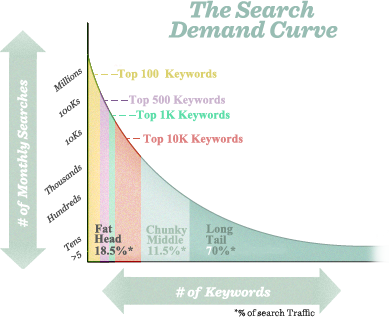 The Search
Demand Curve
# of Monthly Searches
Millions
100Ks
10Ks
Thousands
Hundreds
Tens
>5
Top 100 Keywords
Top 500 Keywords
Top 1K Keywords
Top 10K Keywords
Fat
Head
18.5%*
Chunky
Middle
11.5%*
Long
Tail
70%*
# of Keywords
*% of search Traffic